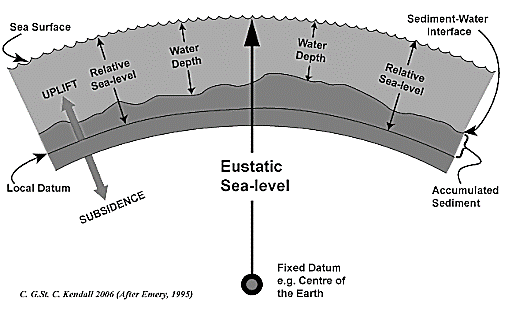 Sea Surface
Sediment-Water
Interface
Water
Depth
Water
Depth
Relative
Sea-level
Relative
Sea-level
UPLIFT
Local Datum
SUBSIDENCE
Eustatic
Sea-level
Accumulated
Sediment
Fixed Datum
e.g. Centre of
the Earth
C. G.St. C. Kendall 2006 (After Emery, 1995)